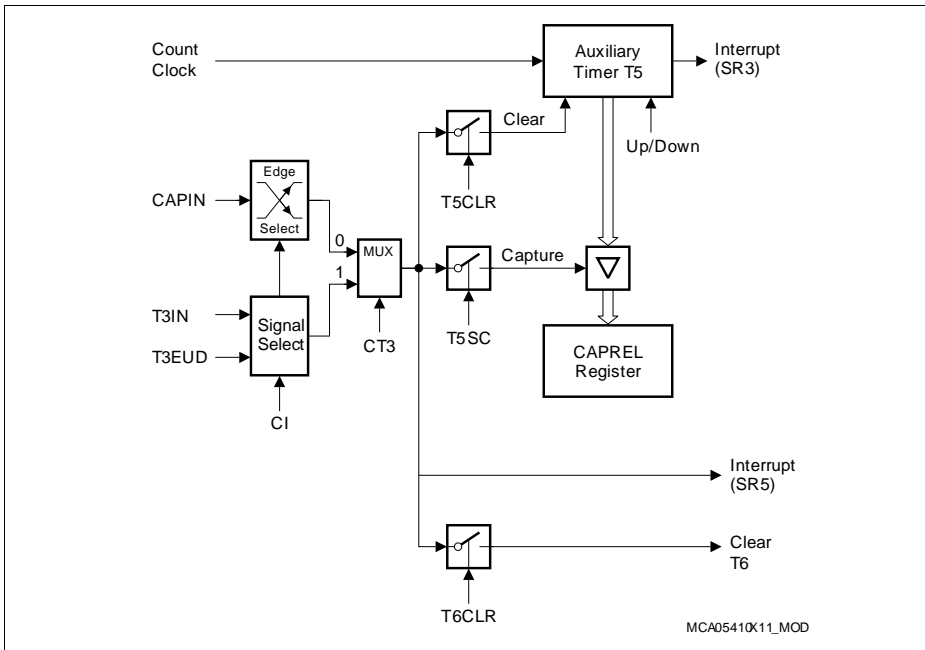 Count
Clock
Auxiliary
Timer T5
Interrupt
(SR3)
Clear
Up/Down
Edge
Select
CAPIN
T5CLR
0
MUX
1
Capture
T3IN
T3EUD
Signal
Select
CT3
T5SC
CAPREL
Register
CI
Interrupt
(SR5)
Clear
T6
T6CLR
MCA05410X11_MOD